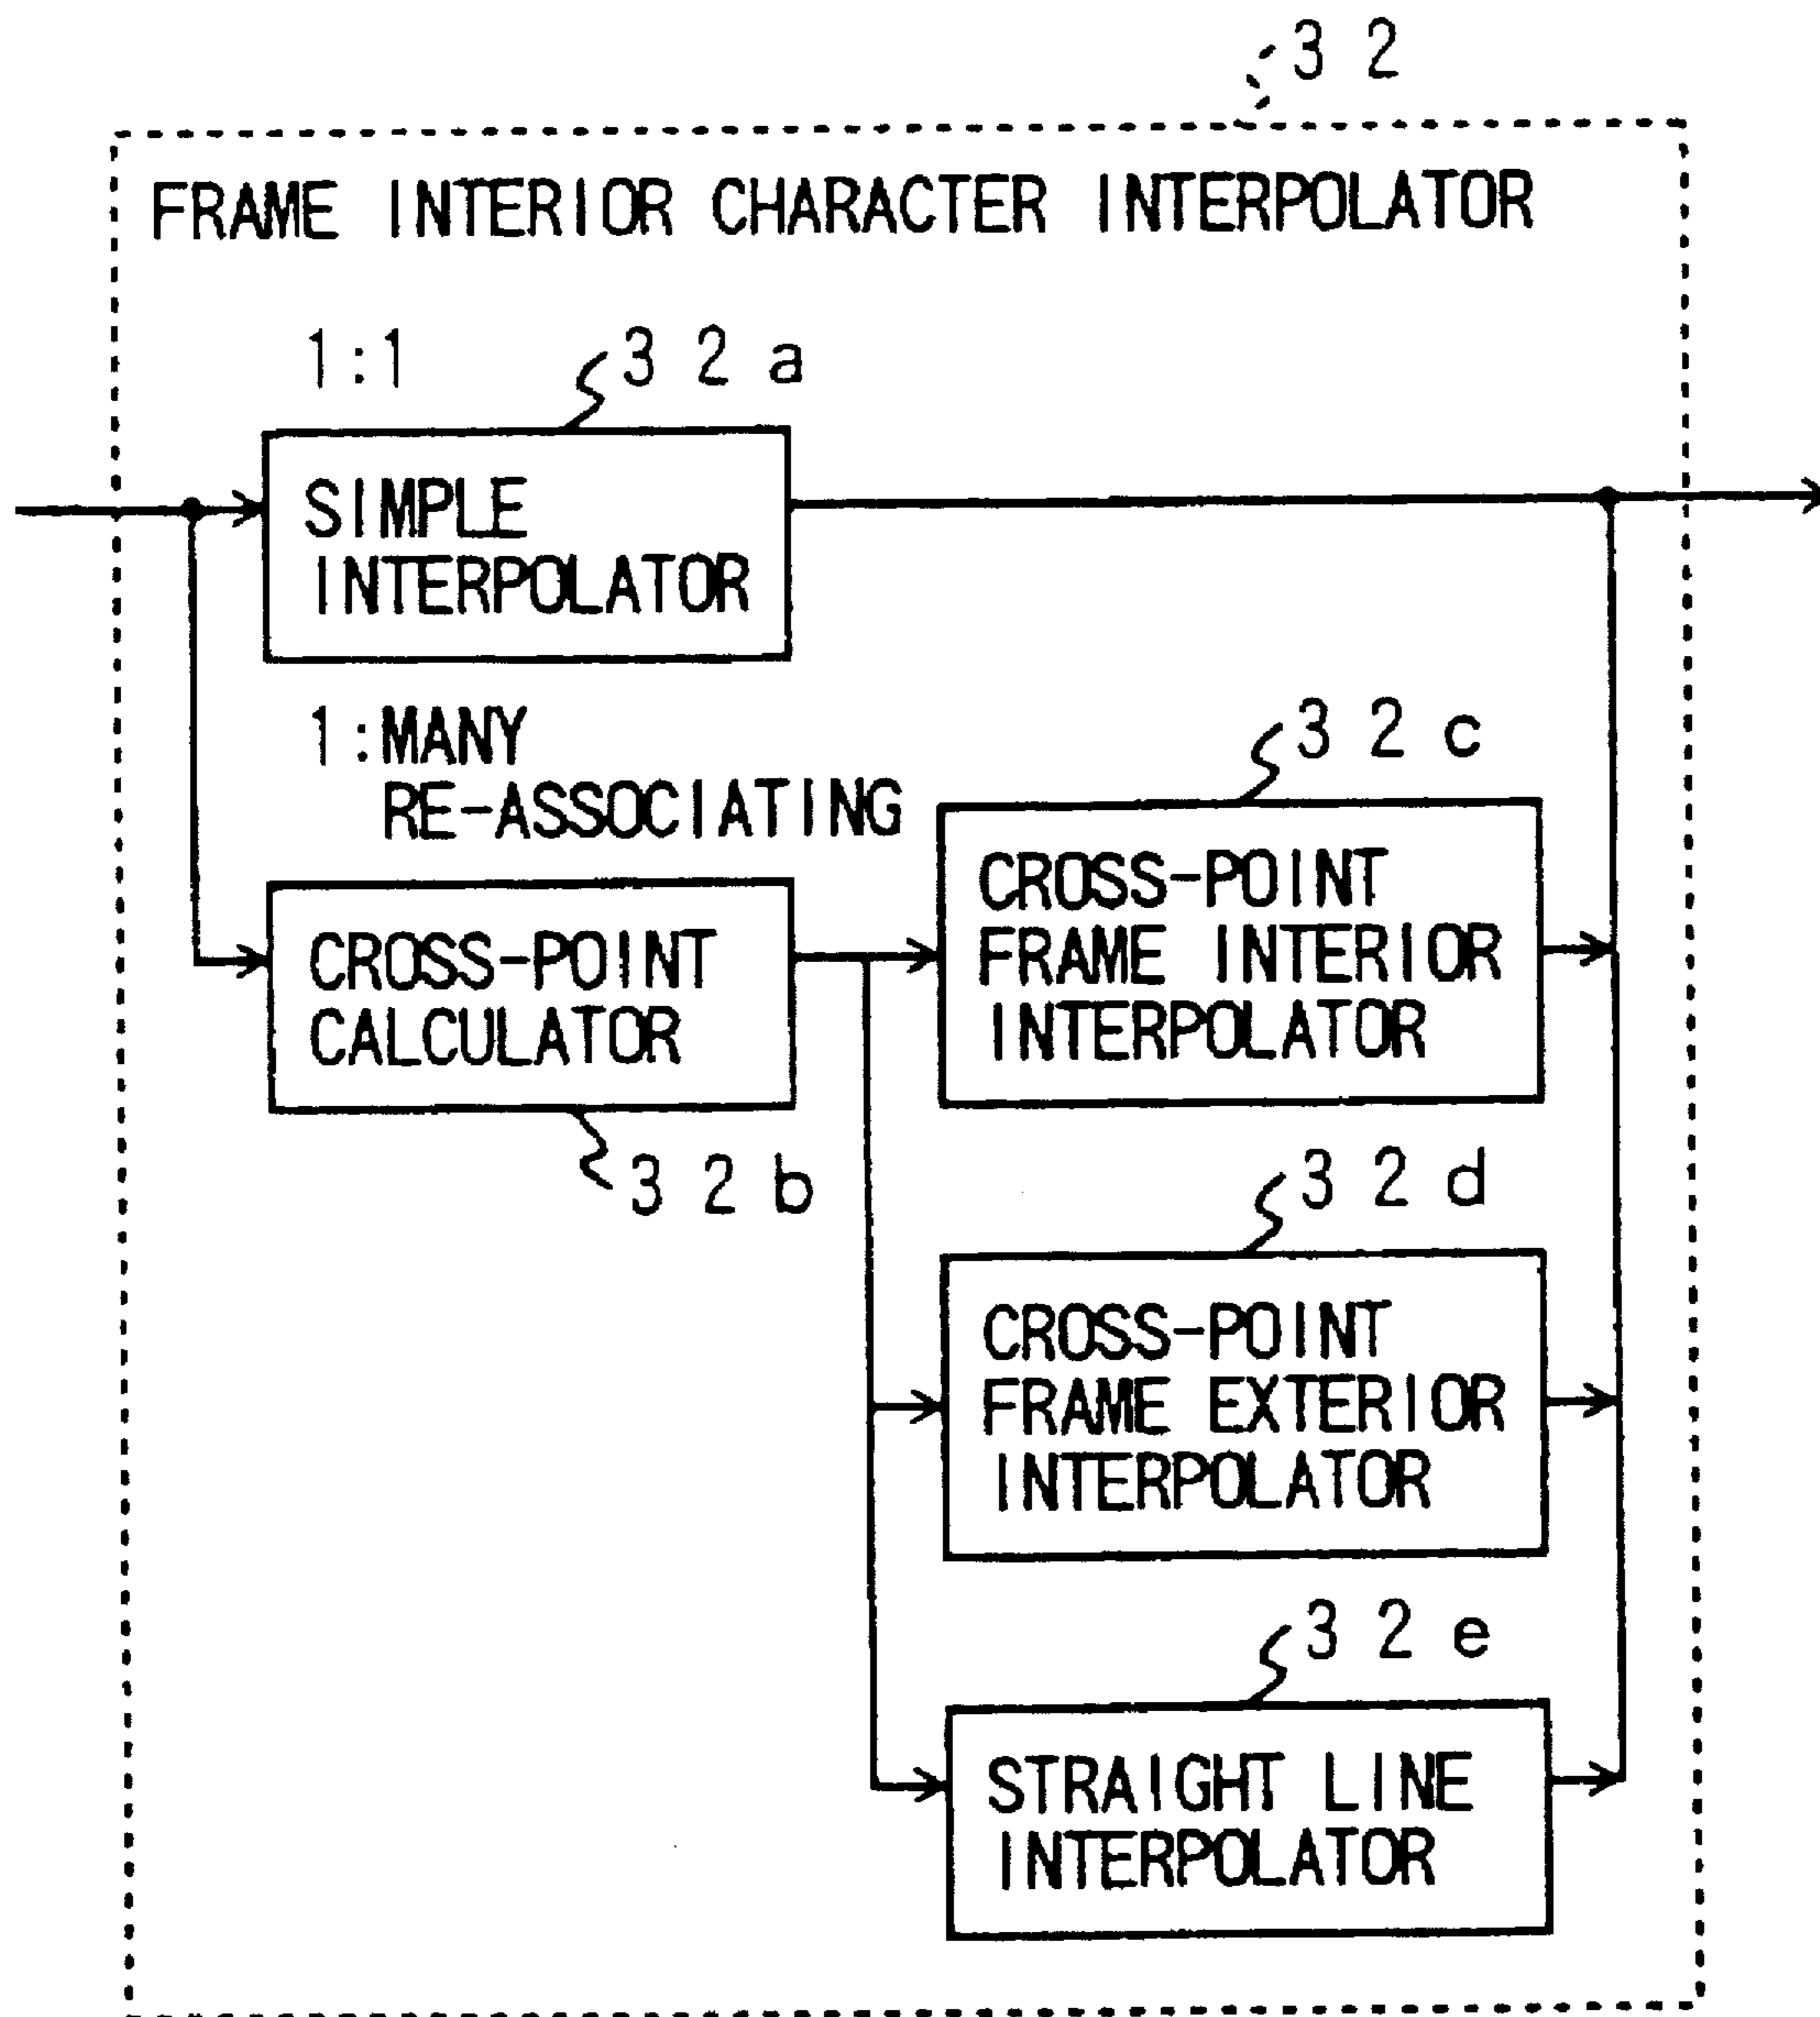 32
FRAME INTERIOR CHARACTER INTERPOLATOR
1:1
32a
SIMPLE
INTERPOLATOR
1:MANY
RE-ASSOCIATING
32c
CROSS-POINT
CALCULATOR
32b
CROSS-POINT
FRAME INTERIOR
INTERPOLATOR
32d
CROSS-POINT
FRAME EXTERIOR
INTERPOLATOR
32e
STRAIGHT LINE
INTERPOLATOR